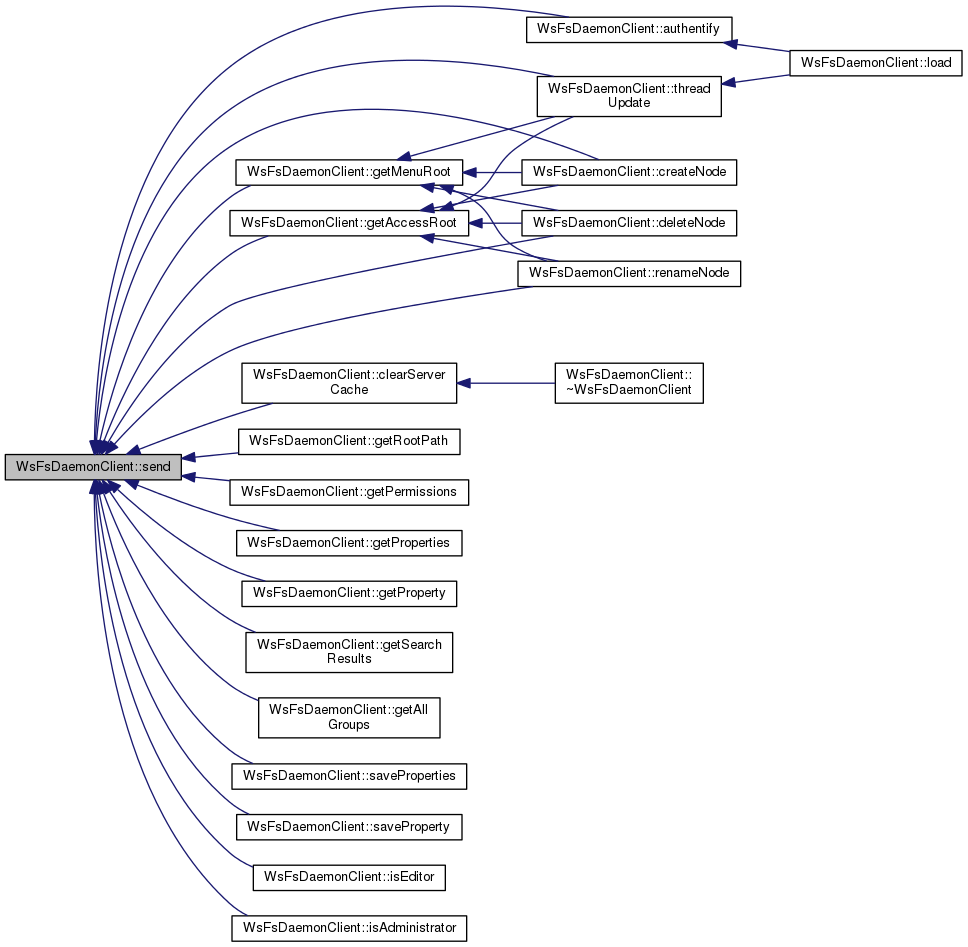 WsFsDaemonClient::authentify
WsFsDaemonClient::load
WsFsDaemonClient::thread
Update
WsFsDaemonClient::getMenuRoot
WsFsDaemonClient::createNode
WsFsDaemonClient::getAccessRoot
WsFsDaemonClient::deleteNode
WsFsDaemonClient::renameNode
WsFsDaemonClient::clearServer
Cache
WsFsDaemonClient::
~WsFsDaemonClient
WsFsDaemonClient::getRootPath
WsFsDaemonClient::send
WsFsDaemonClient::getPermissions
WsFsDaemonClient::getProperties
WsFsDaemonClient::getProperty
WsFsDaemonClient::getSearch
Results
WsFsDaemonClient::getAll
Groups
WsFsDaemonClient::saveProperties
WsFsDaemonClient::saveProperty
WsFsDaemonClient::isEditor
WsFsDaemonClient::isAdministrator